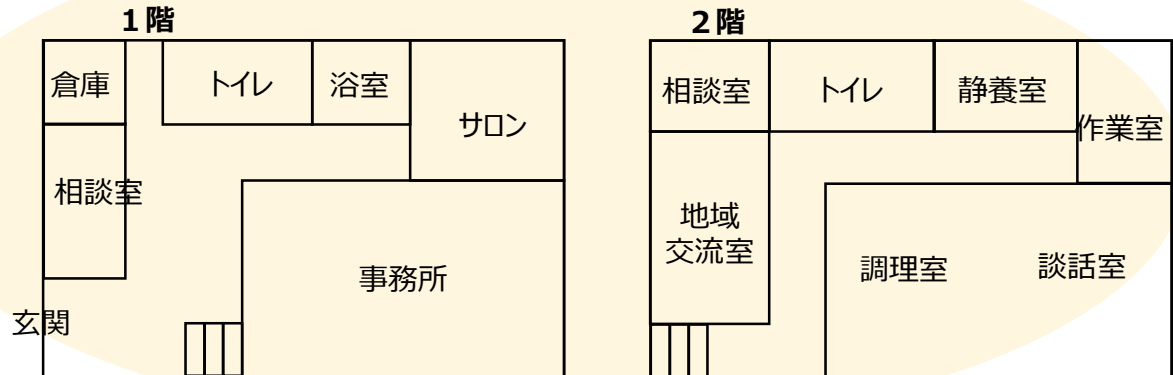 1階
倉庫
トイレ
浴室
サロン
相談室
事務所
玄関
2階
相談室
トイレ
静養室
作業室
地域
交流室
調理室
談話室